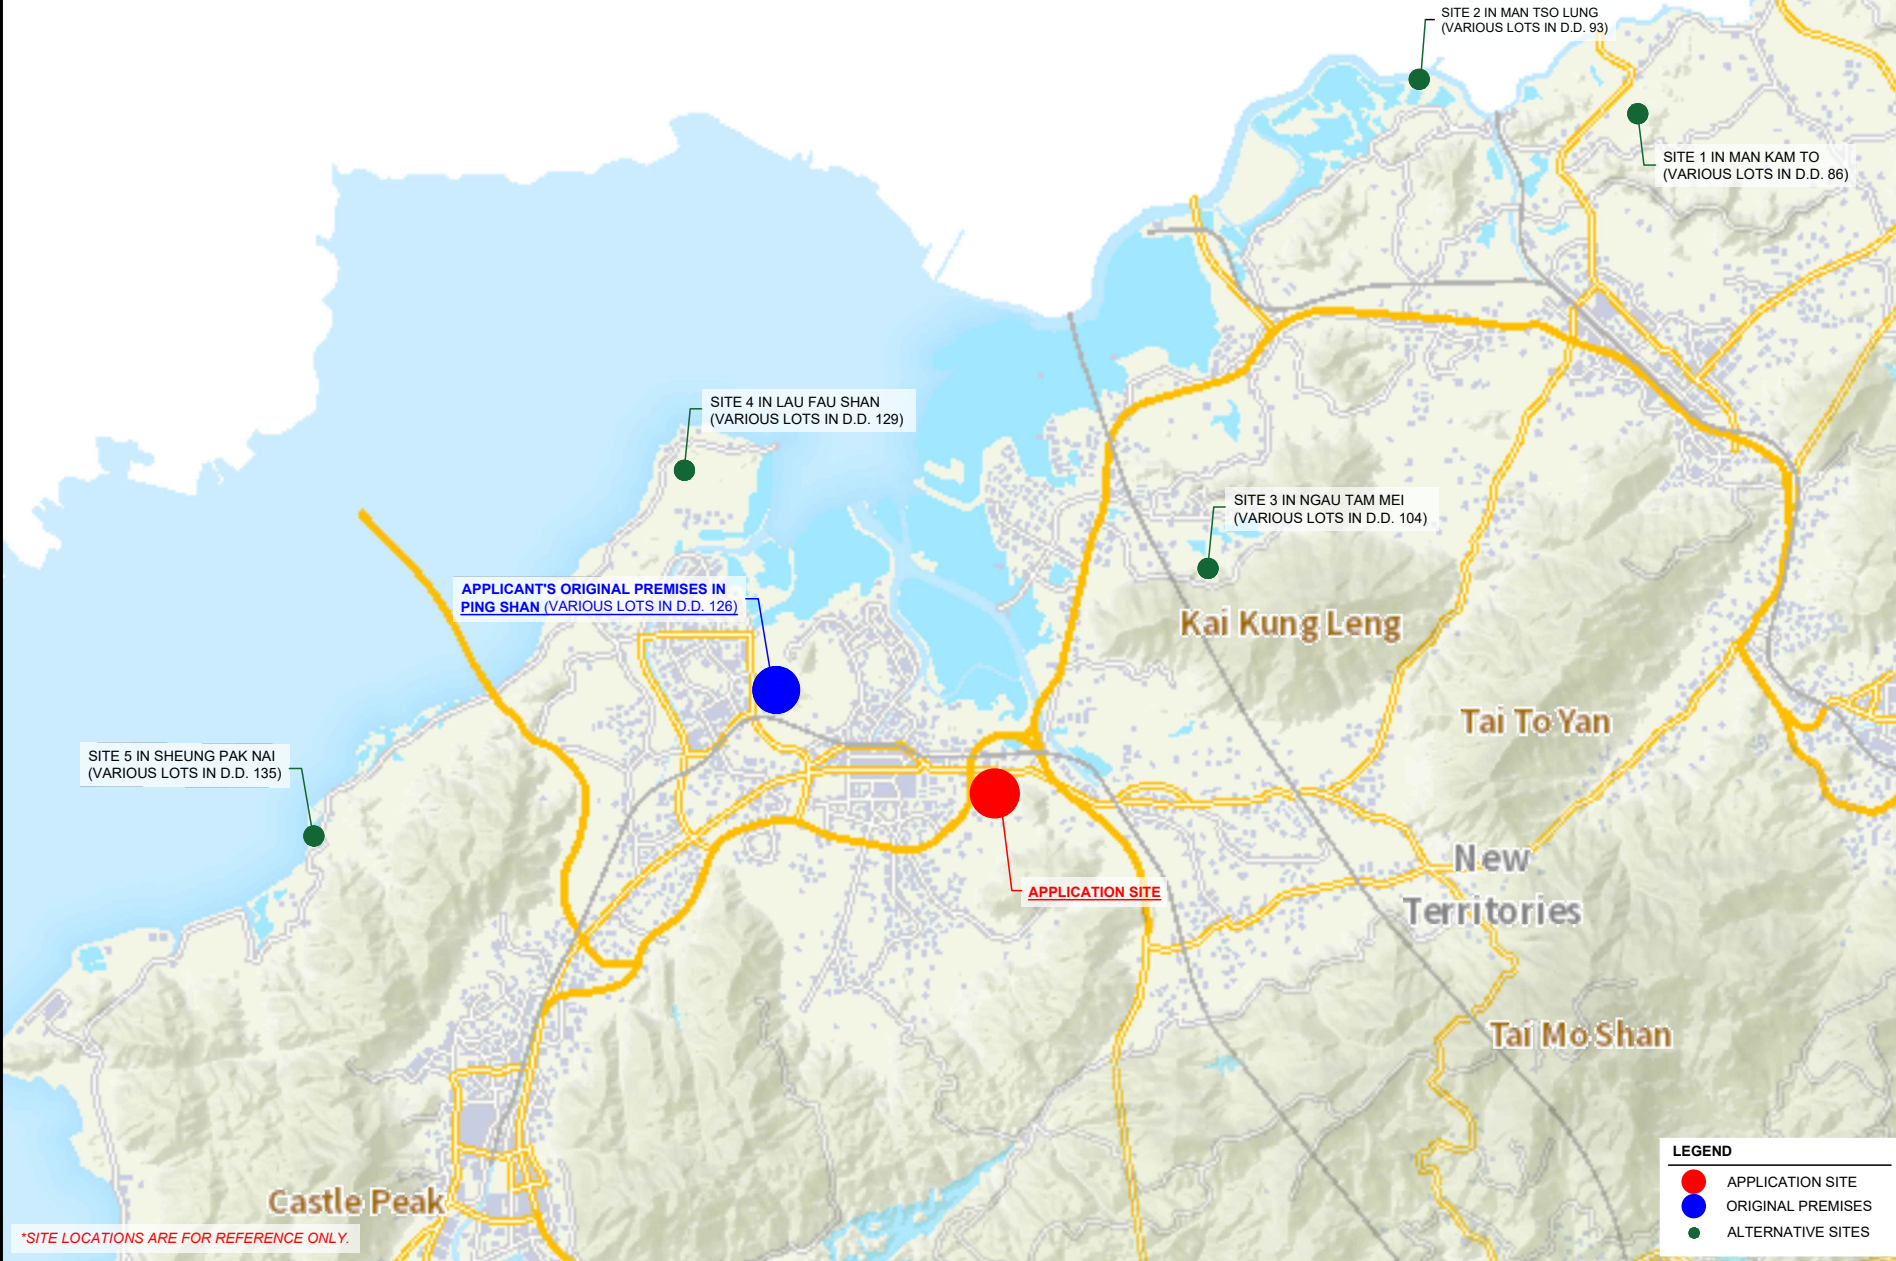 SITE 2 IN MAN TSO LUNG
(VARIOUS LOTS IN D.D. 93)
SITE 1 IN MAN KAM TO
(VARIOUS LOTS IN D.D. 86)
SITE 4 IN LAU FAU SHAN
(VARIOUS LOTS IN D.D. 129)
SITE 3 IN NGAU TAM MEI
(VARIOUS LOTS IN D.D. 104)
APPLICANT'S ORIGINAL PREMISES IN
PING SHAN (VARIOUS LOTS IN D.D. 126)
Kai Kung Leng
Tai To Yan
SITE 5 IN SHEUNG PAK NAI
(VARIOUS LOTS IN D.D. 135)
New
Territories
APPLICATION SITE
Tai Mo Shan
Castle Peak
*SITE LOCATIONS ARE FOR REFERENCE ONLY.
LEGEND
APPLICATION SITE
ORIGINAL PREMISES
ALTERNATIVE SITES